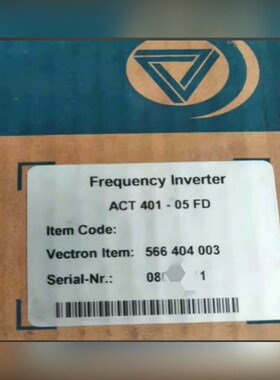 Frequency Inverter
ACT 401 - 05 FD
Item Code:
Vectron Item: 566 404 003
Serial-Nr.: